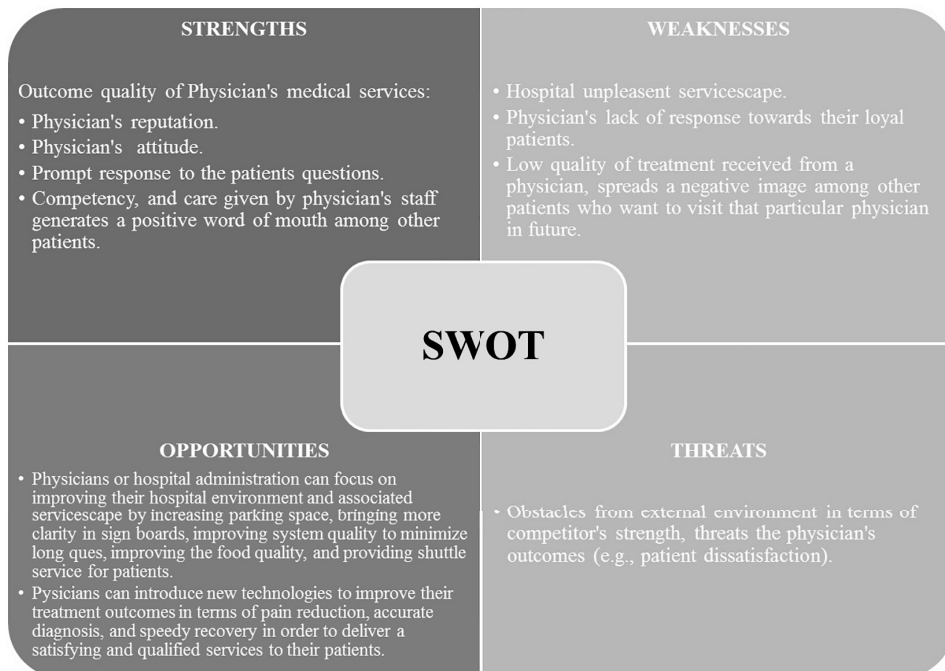 STRENGTHS
Outcome quality of Physician's medical services:
• Physician's reputation.
• Physician's attitude.
• Prompt response to the patients questions.
• Competency, and care given by physician's staff
generates a positive word of mouth among other
patients.
WEAKNESSES
• Hospital unpleasent servicescape.
• Physician's lack of response towards their loyal
patients.
• Low quality of treatment received from a
physician, spreads a negative image among other
patients who want to visit that particular physician
in future.
SWOT
OPPORTUNITIES
• Physicians or hospital administration can focus on
improving their hospital environment and associated
servicescape by increasing parking space, bringing more
clarity in sign boards, improving system quality to minimize
long ques, improving the food quality, and providing shuttle
service for patients.
• Pysicians can introduce new technologies to improve their
treatment outcomes in terms of pain reduction, accurate
diagnosis, and speedy recovery in order to deliver a
satisfying and qualified services to their patients.
THREATS
• Obstacles from external environment in terms of
competitor's strength, threats the physician's
outcomes (e.g., patient dissatisfaction).